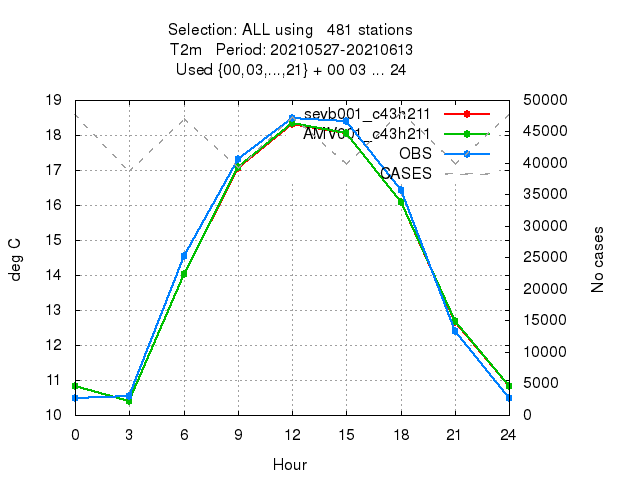 Selection: ALL using 481 stations
T2m Period: 20210527-20210613
Used {00,03,...,21} + 00 03 ... 24
19
18
17
16
15
14
13
12
11
10
50000
45000
40000
35000
30000
25000
20000
15000
10000
5000
0
sevb001_c43h211
AMV001_c43h211
OBS
CASES
deg C
No cases
0 3 6 9 12 15 18 21 24
Hour